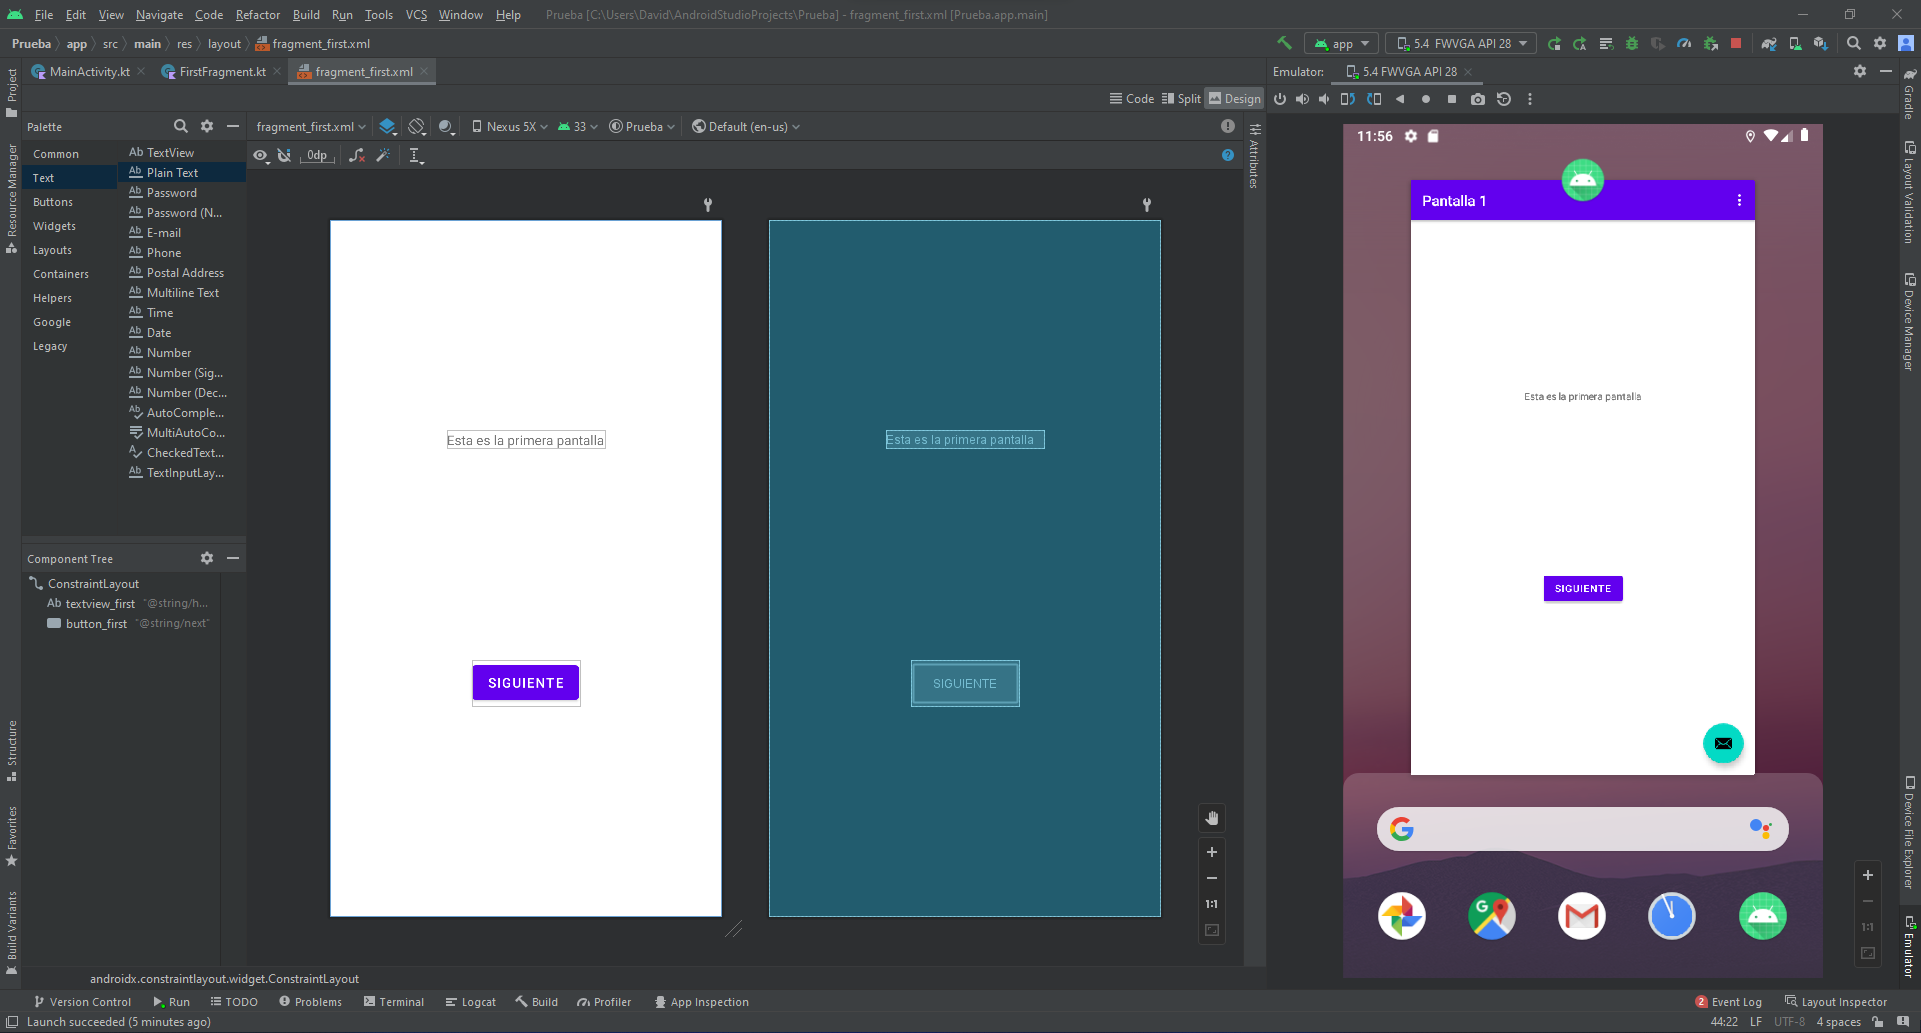 File Edit View Navigate Code Refactor Build Run Tools VCS Window Help Prueba [C:\Users\David\AndroidStudioProjects\Prueba] - fragment_first.xml [Prueba.app.main]
Prueba app src main res layout fragment_first.xml app 5.4 FWVGA API 28
MainActivity.kt FirstFragment.kt fragment_first.xml
Emulator: 5.4 FWVGA API 28
Code Split Design
Palette
fragment_first.xml Nexus 5X 33 Prueba Default (en-us)
0dp
Common
Text
Buttons
Widgets
Layouts
Containers
Helpers
Google
Legacy
Ab TextView
Ab Plain Text
Ab Password
Ab Password (N...
Ab E-mail
Ab Phone
Ab Postal Address
Ab Multiline Text
Ab Time
Ab Date
Ab Number
Ab Number (Sig...
Ab Number (Dec...
Ab AutoComple...
MultiAutoCo...
CheckedText...
Ab TextInputLay...
Component Tree
ConstraintLayout
Ab textview_first "@string/h...
button_first "@string/next"
Esta es la primera pantalla
SIGUIENTE
Esta es la primera pantalla
SIGUIENTE
1:1
Attributes
11:56
Pantalla 1
Esta es la primera pantalla
SIGUIENTE
1:1
Project
Resource Manager
Structure
Favorites
Build Variants
Gradle
Layout Validation
Device Manager
Device File Explorer
Emulator
androidx.constraintlayout.widget.ConstraintLayout
Version Control Run TODO Problems Terminal Logcat Build Profiler App Inspection 2 Event Log Layout Inspector
Launch succeeded (5 minutes ago) 44:22 LF UTF-8 4 spaces